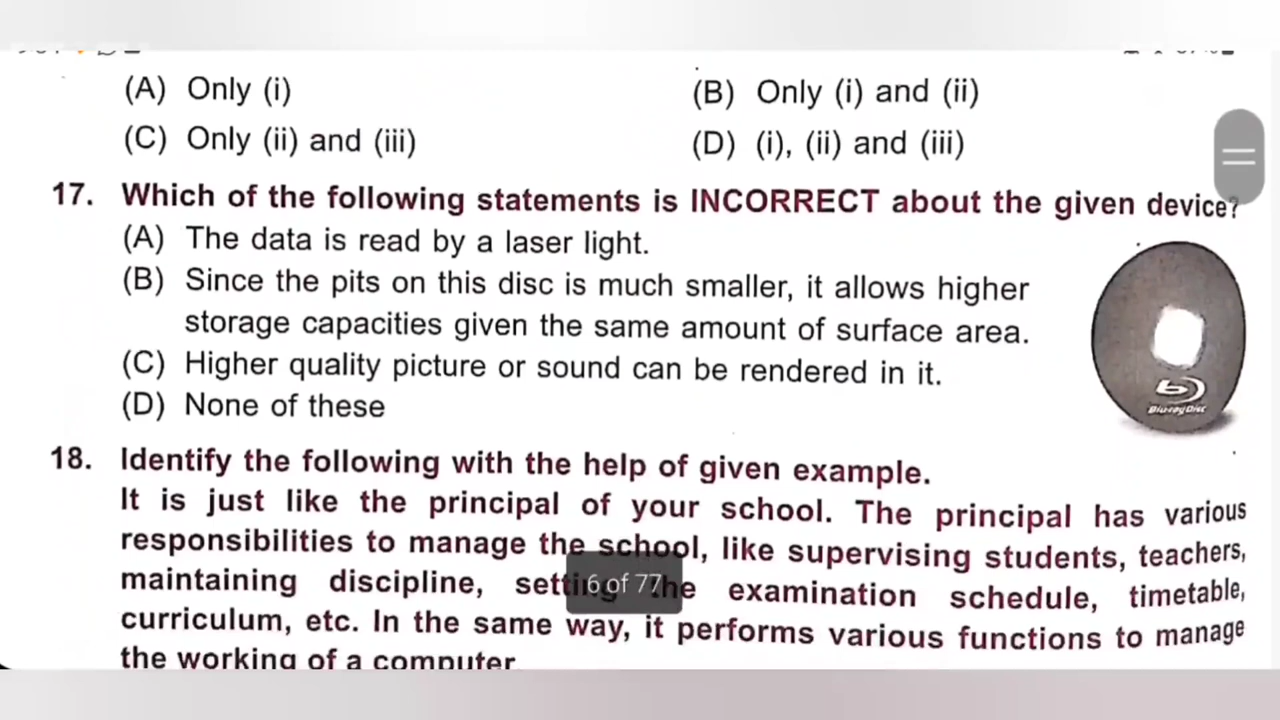 (A) Only (i)
(B) Only (i) and (ii)
(C) Only (ii) and (iii)
(D) (i), (ii) and (iii)
17. Which of the following statements is INCORRECT about the given device?
(A) The data is read by a laser light.
(B) Since the pits on this disc is much smaller, it allows higher
storage capacities given the same amount of surface area.
(C) Higher quality picture or sound can be rendered in it.
(D) None of these
Blu-ray Disc
18. Identify the following with the help of given example.
It is just like the principal of your school. The principal has various
responsibilities to manage the school, like supervising students, teachers,
maintaining discipline, setting the examination schedule, timetable,
6 of 77
curriculum, etc. In the same way, it performs various functions to manage
the working of a computer